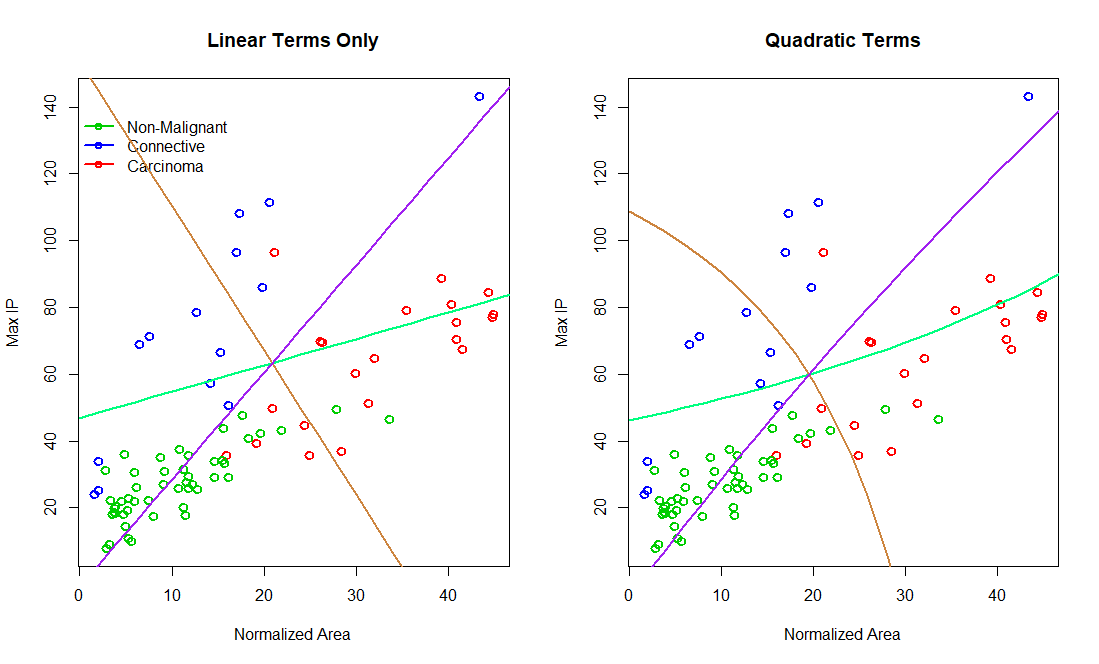 Linear Terms Only
Max IP
20
40
60
80
100
120
140
Non-Malignant
Connective
Carcinoma
0
10
20
30
40
Normalized Area
Quadratic Terms
Max IP
20
40
60
80
100
120
140
0
10
20
30
40
Normalized Area